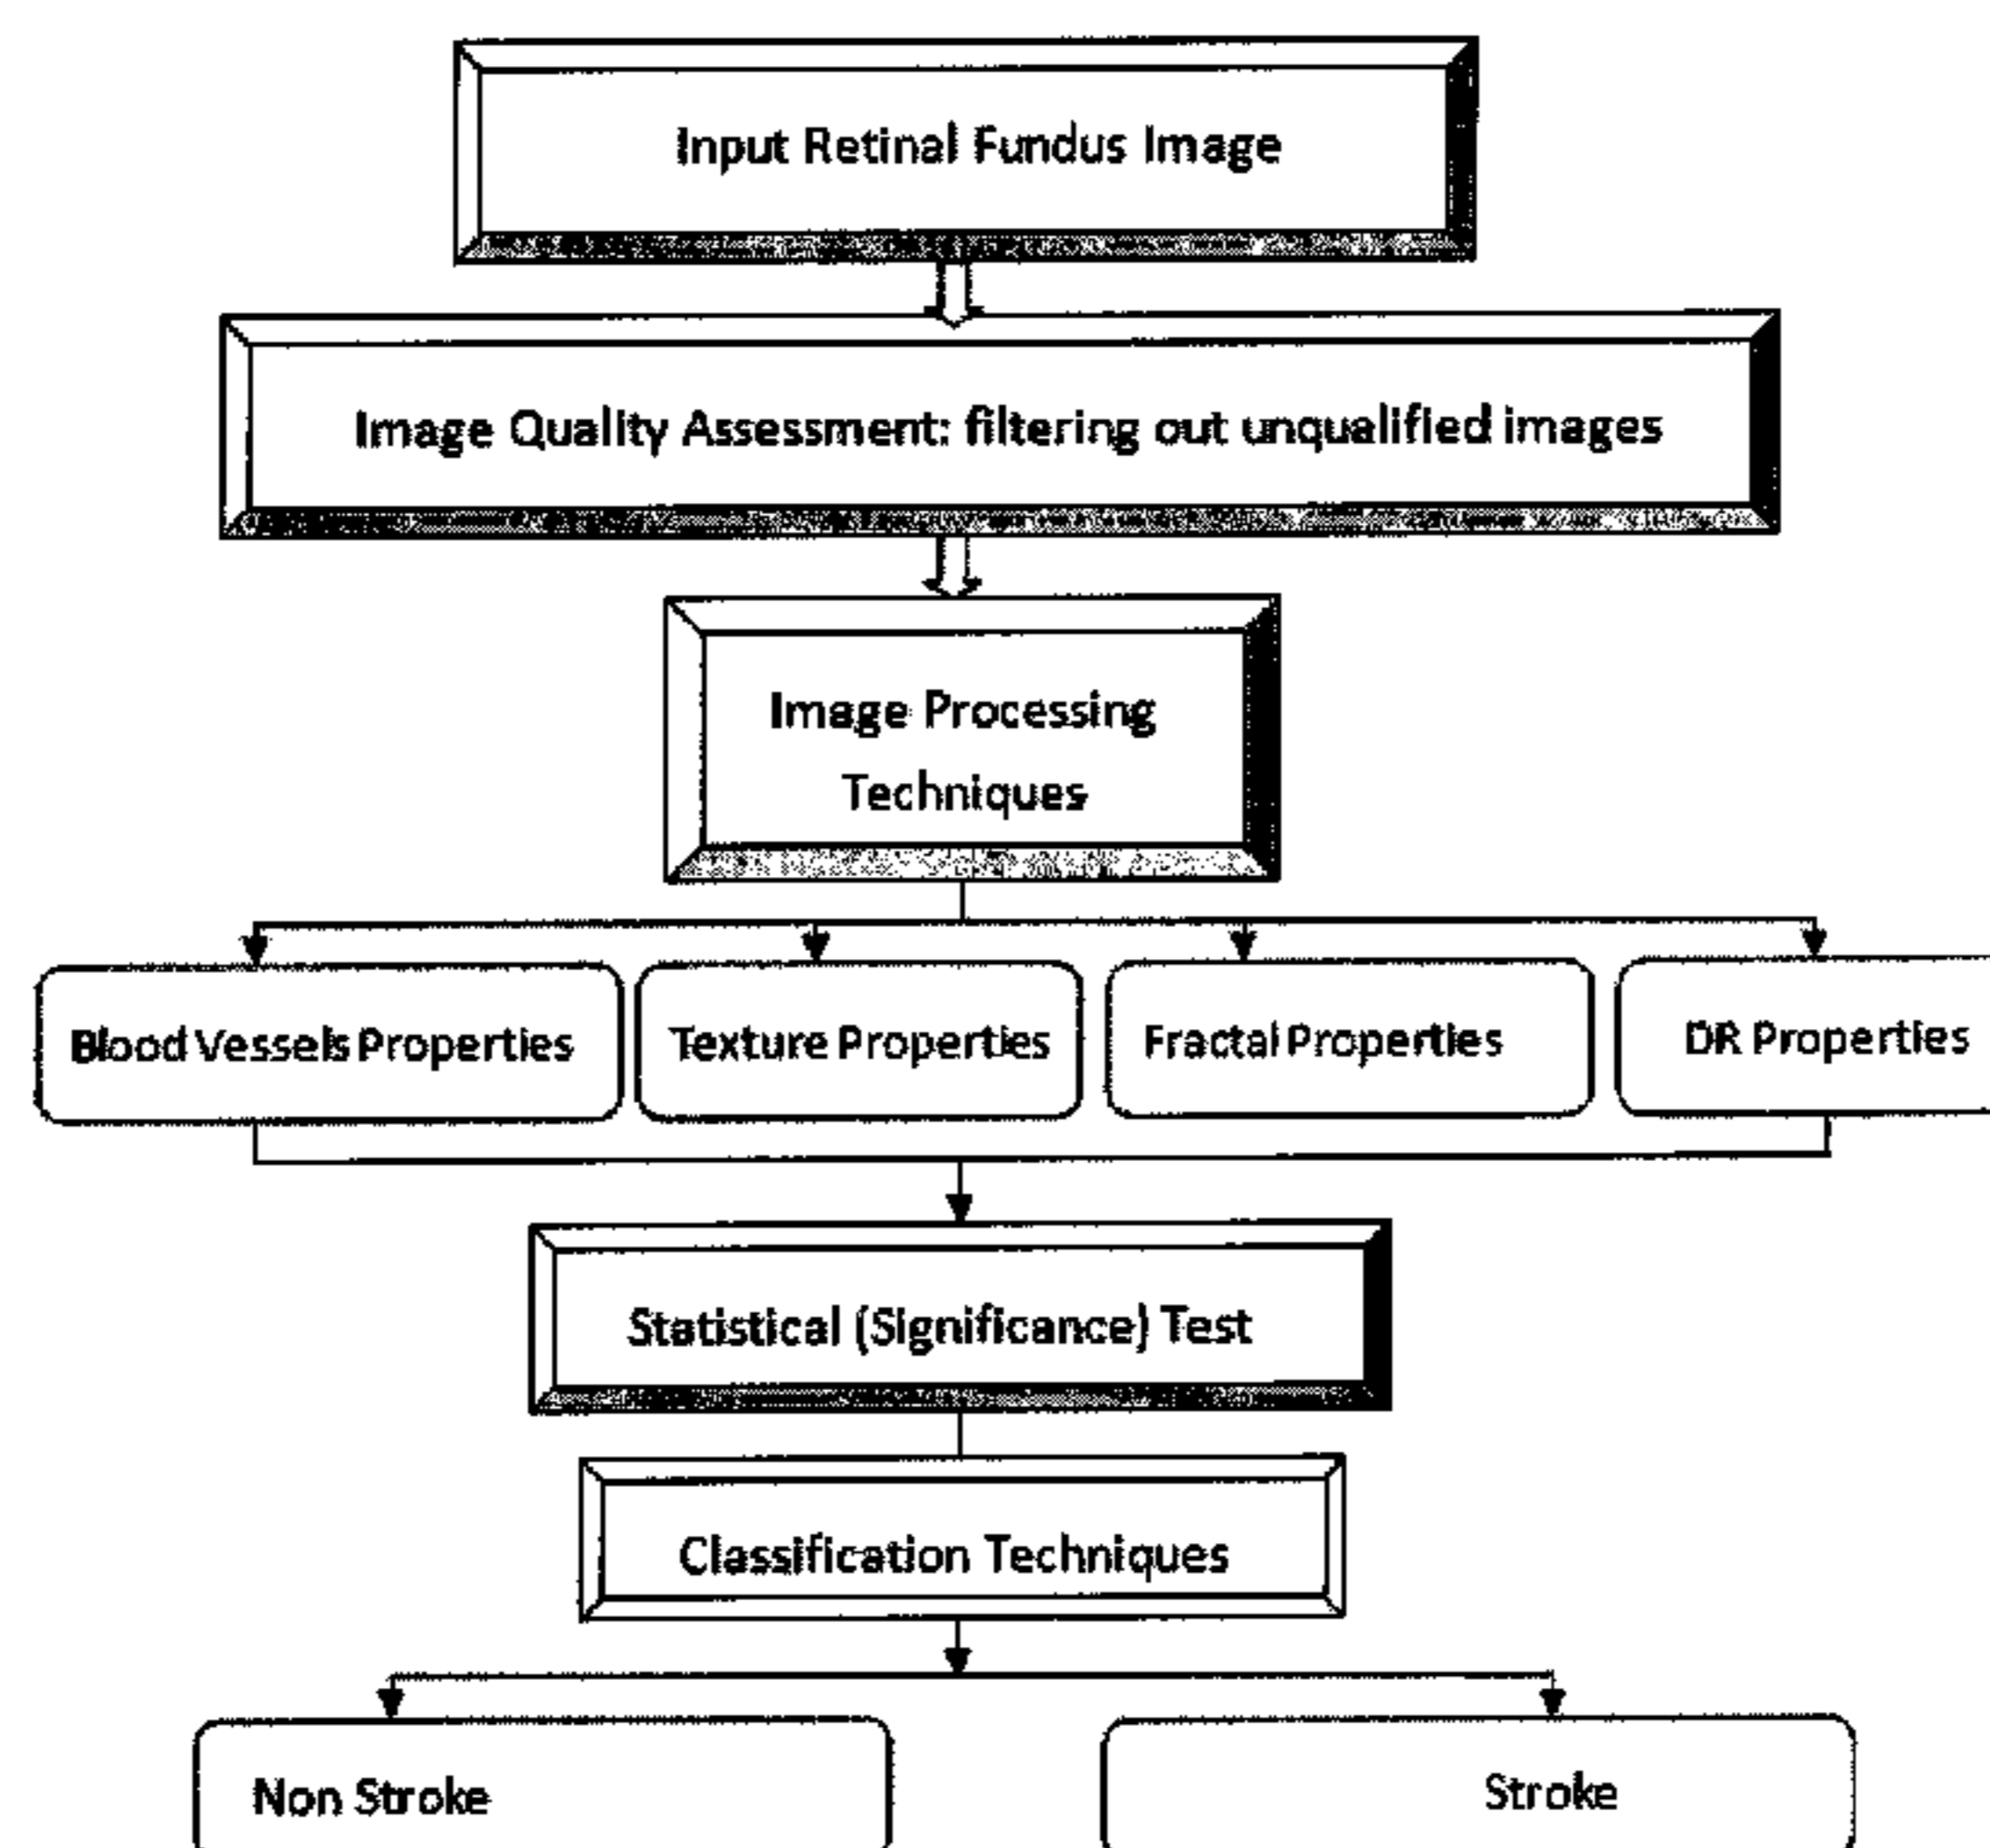 Input Retinal Fundus Image
Image Quality Assessment: filtering out unqualified images
Image Processing
Techniques
Blood Vessels Properties
Texture Properties
Fractal Properties
DR Properties
Statistical (Significance) Test
Classification Techniques
Non Stroke
Stroke